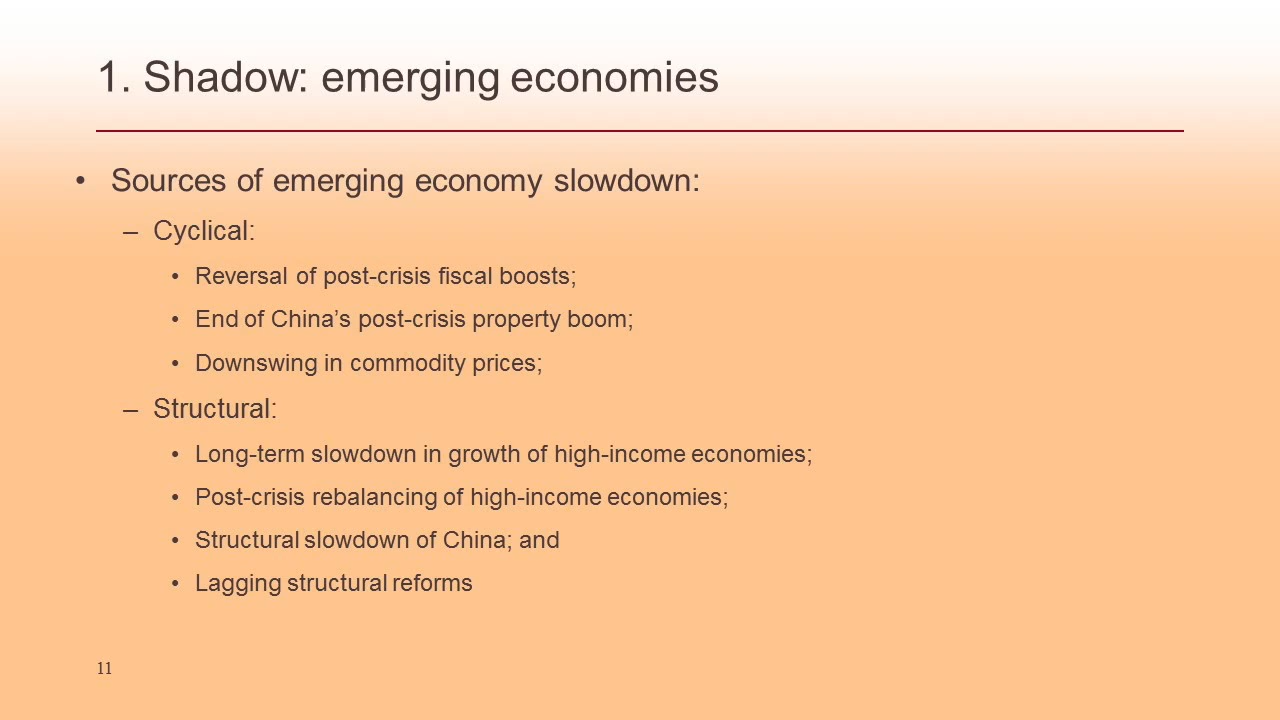 1. Shadow: emerging economies
• Sources of emerging economy slowdown:
– Cyclical:
• Reversal of post-crisis fiscal boosts;
• End of China’s post-crisis property boom;
• Downswing in commodity prices;
– Structural:
• Long-term slowdown in growth of high-income economies;
• Post-crisis rebalancing of high-income economies;
• Structural slowdown of China; and
• Lagging structural reforms
11